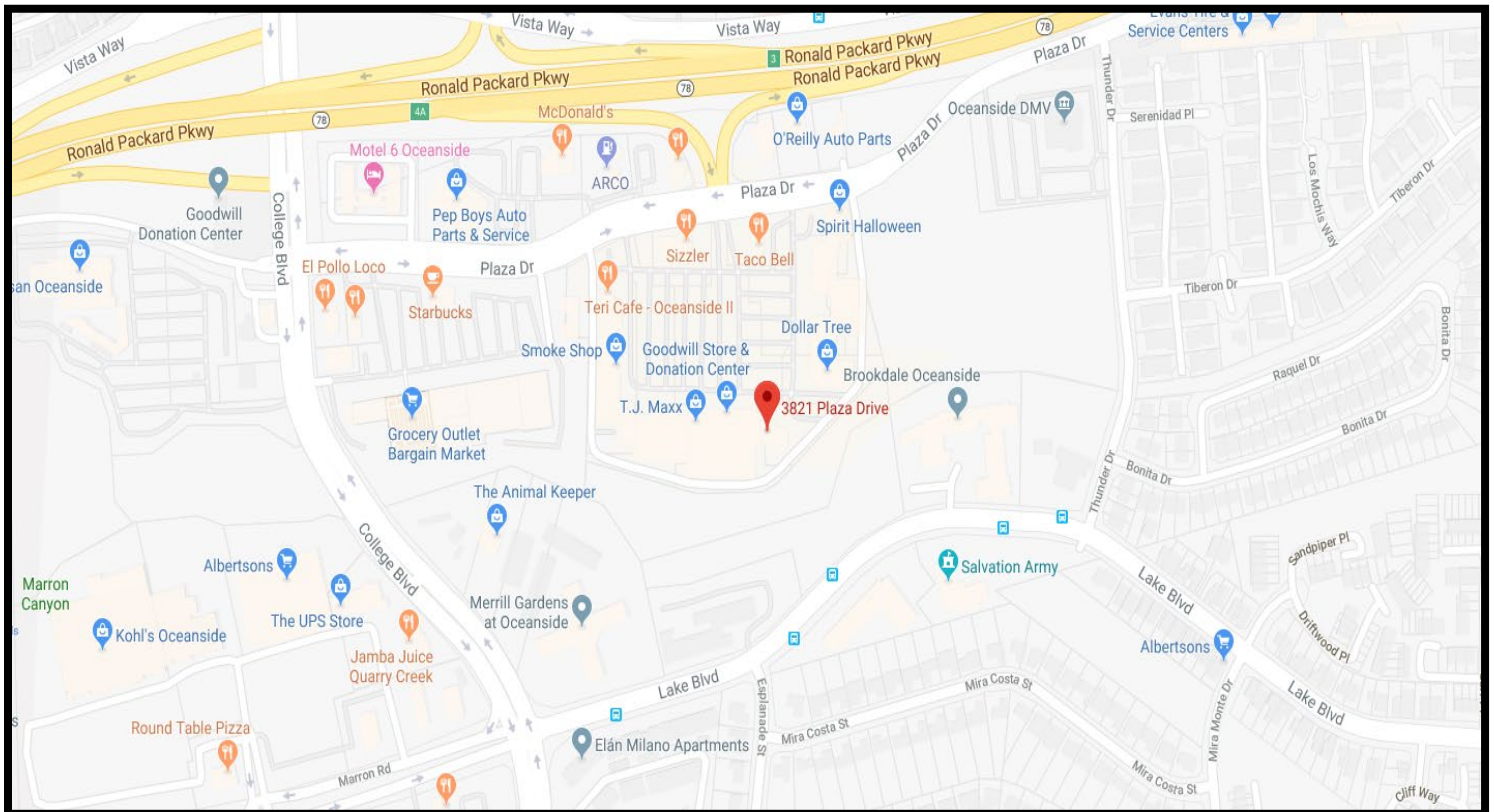 Vista Way
Vista Way
Vista Way
Evans Tire &
Service Centers
78
3
Ronald Packard Pkwy
Ronald Packard Pkwy
Plaza Dr
Thunder Dr
Ronald Packard Pkwy
78
4A
78
Ronald Packard Pkwy
McDonald's
O'Reilly Auto Parts
Oceanside DMV
Serenidad Pl
Plaza Dr
Los Mochis Way
Tiberon Dr
Motel 6 Oceanside
ARCO
Plaza Dr
Goodwill
Donation Center
College Blvd
Pep Boys Auto
Parts & Service
Spirit Halloween
Sizzler
Taco Bell
El Pollo Loco
Plaza Dr
san Oceanside
Starbucks
Teri Cafe - Oceanside II
Tiberon Dr
Bonita Dr
Smoke Shop
Goodwill Store &
Donation Center
Dollar Tree
Brookdale Oceanside
Raquel Dr
T.J. Maxx
3821 Plaza Drive
Grocery Outlet
Bargain Market
Bonita Dr
Bonita Dr
Thunder Dr
The Animal Keeper
College Blvd
Sandpiper Pl
Albertsons
Salvation Army
Lake Blvd
Marron
Canyon
The UPS Store
Merrill Gardens
at Oceanside
Kohl's Oceanside
Driftwood Pl
Albertsons
Jamba Juice
Quarry Creek
Lake Blvd
Esplanade St
Mira Costa St
Lake Blvd
Mira Monte Dr
Round Table Pizza
Elán Milano Apartments
Mira Costa St
Marron Rd
Mira Costa St
Cliff Way